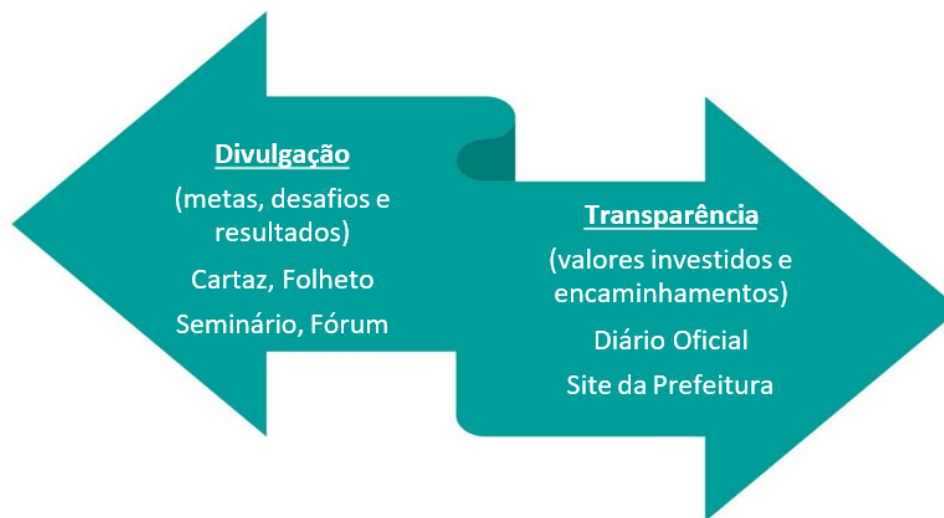 Divulgação
(metas, desafios e
resultados)
Cartaz, Folheto
Seminário, Fórum
Transparência
(valores investidos e
encaminhamentos)
Diário Oficial
Site da Prefeitura